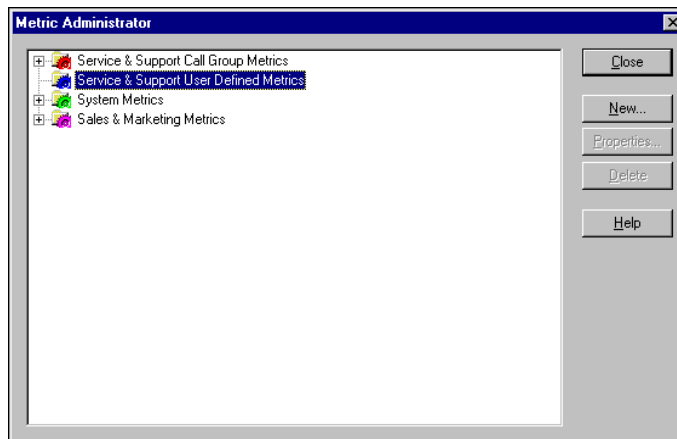 Metric Administrator
Service & Support Call Group Metrics
Service & Support User Defined Metrics
System Metrics
Sales & Marketing Metrics
Close
New...
Properties...
Delete
Help